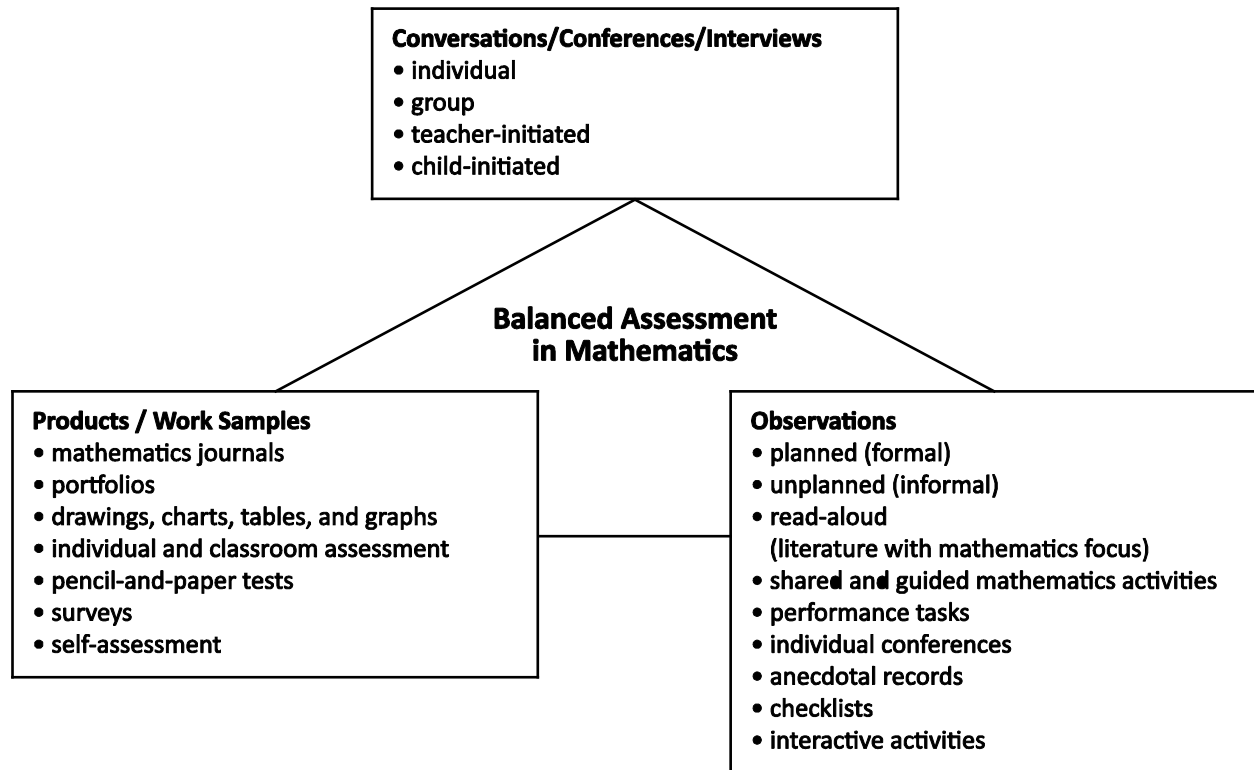 Conversations/Conferences/Interviews
• individual
• group
• teacher-initiated
• child-initiated
Balanced Assessment
in Mathematics
Products / Work Samples
• mathematics journals
• portfolios
• drawings, charts, tables, and graphs
• individual and classroom assessment
• pencil-and-paper tests
• surveys
• self-assessment
Observations
• planned (formal)
• unplanned (informal)
• read-aloud
(literature with mathematics focus)
• shared and guided mathematics activities
• performance tasks
• individual conferences
• anecdotal records
• checklists
• interactive activities